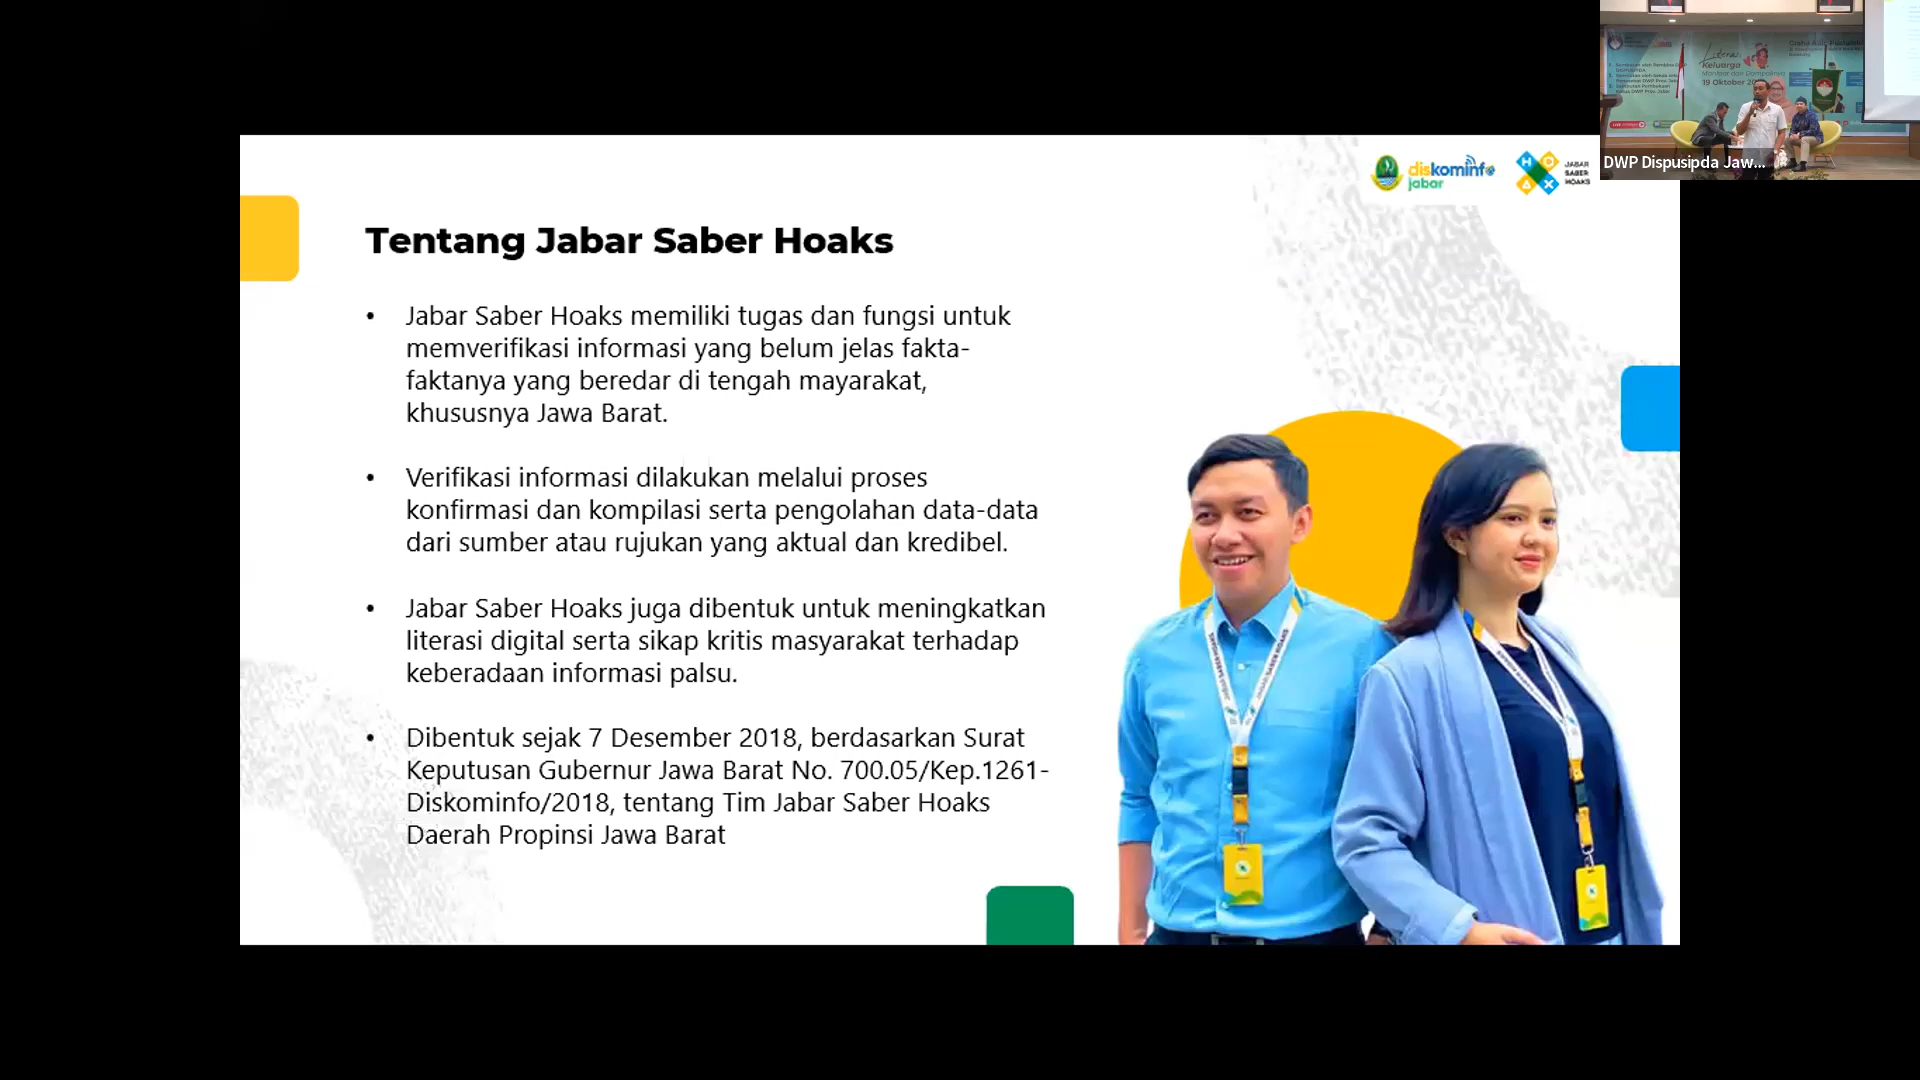 diskominfo
jabar
H O A X
JABAR
SABER
HOAKS
Tentang Jabar Saber Hoaks
• Jabar Saber Hoaks memiliki tugas dan fungsi untuk
memverifikasi informasi yang belum jelas fakta-
faktanya yang beredar di tengah mayarakat,
khususnya Jawa Barat.
• Verifikasi informasi dilakukan melalui proses
konfirmasi dan kompilasi serta pengolahan data-data
dari sumber atau rujukan yang aktual dan kredibel.
• Jabar Saber Hoaks juga dibentuk untuk meningkatkan
literasi digital serta sikap kritis masyarakat terhadap
keberadaan informasi palsu.
• Dibentuk sejak 7 Desember 2018, berdasarkan Surat
Keputusan Gubernur Jawa Barat No. 700.05/Kep.1261-
Diskominfo/2018, tentang Tim Jabar Saber Hoaks
Daerah Propinsi Jawa Barat
Literasi
Keluarga
19 Oktober
DWP Dispusipda Jaw...